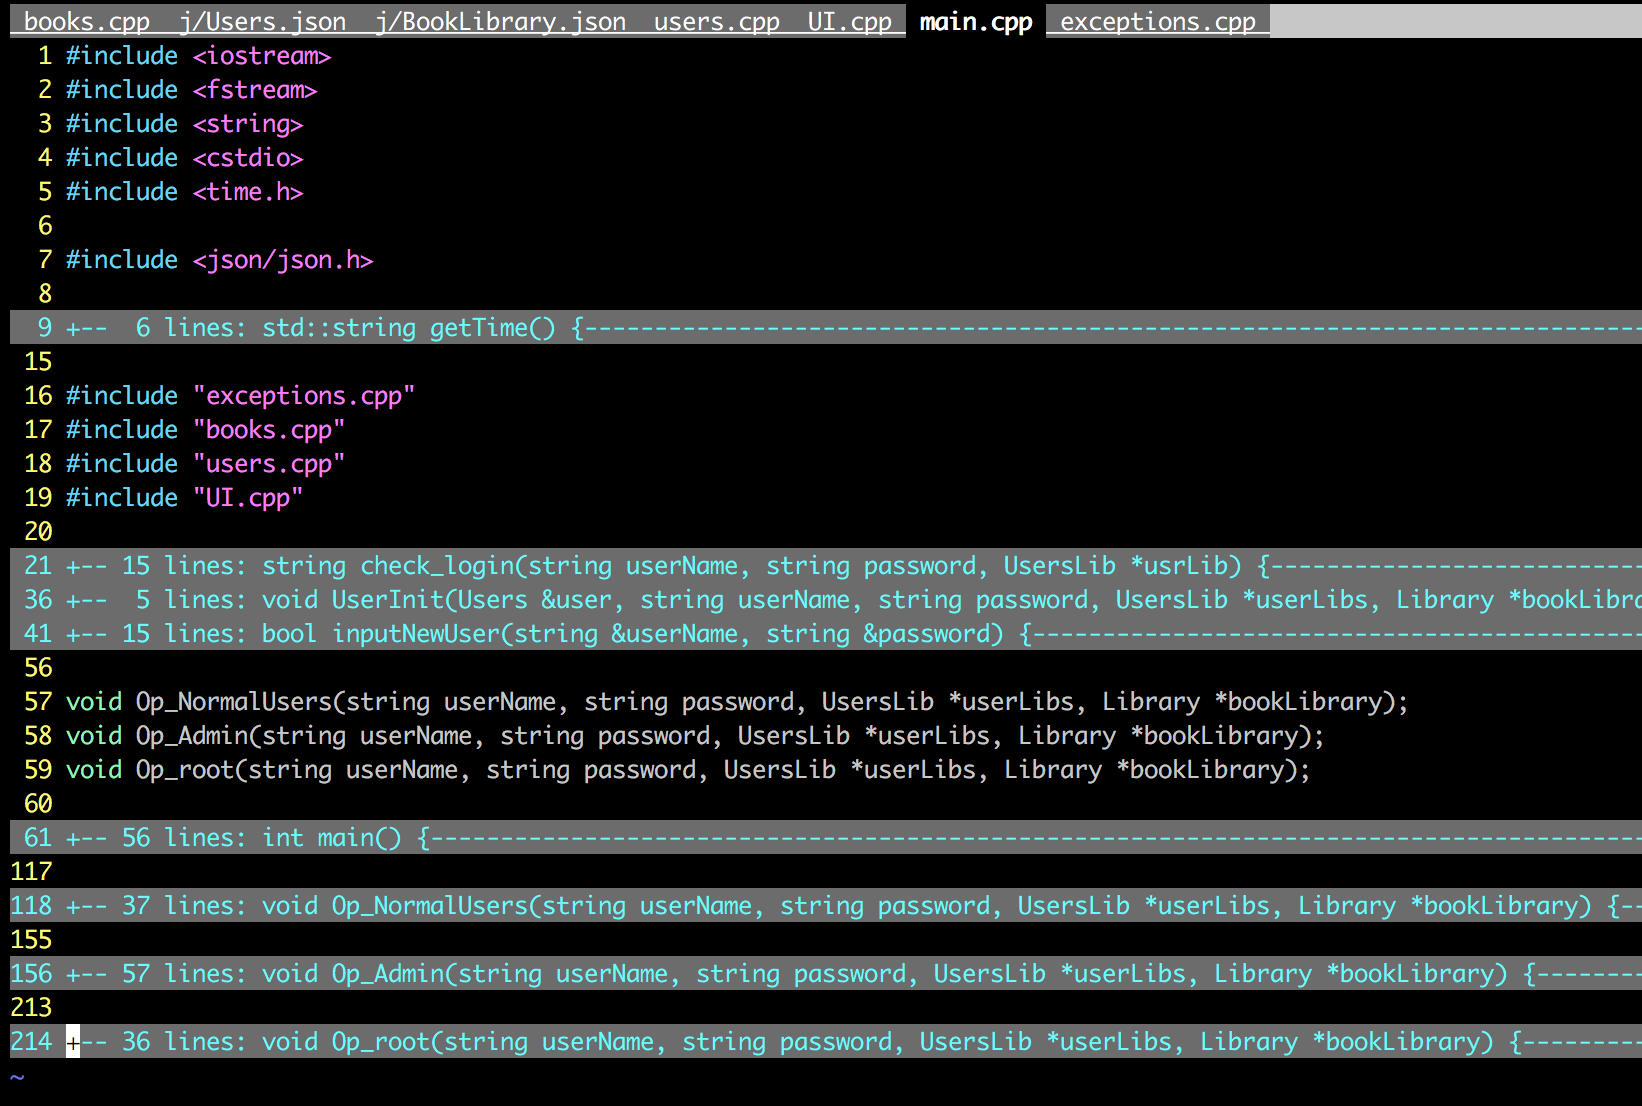 books.cpp  j/Users.json  j/BookLibrary.json  users.cpp  UI.cpp  main.cpp  exceptions.cpp
1 #include <iostream>
2 #include <fstream>
3 #include <string>
4 #include <cstdio>
5 #include <time.h>
6
7 #include <json/json.h>
8
9 +--  6 lines: std::string getTime() {---------------------------------------------------------------------------
15
16 #include "exceptions.cpp"
17 #include "books.cpp"
18 #include "users.cpp"
19 #include "UI.cpp"
20
21 +-- 15 lines: string check_login(string userName, string password, UsersLib *usrLib) {--------------------------
36 +--  5 lines: void UserInit(Users &user, string userName, string password, UsersLib *userLibs, Library *bookLibra
41 +-- 15 lines: bool inputNewUser(string &userName, string &password) {-------------------------------------------
56
57 void Op_NormalUsers(string userName, string password, UsersLib *userLibs, Library *bookLibrary);
58 void Op_Admin(string userName, string password, UsersLib *userLibs, Library *bookLibrary);
59 void Op_root(string userName, string password, UsersLib *userLibs, Library *bookLibrary);
60
61 +-- 56 lines: int main() {--------------------------------------------------------------------------------------
117
118 +-- 37 lines: void Op_NormalUsers(string userName, string password, UsersLib *userLibs, Library *bookLibrary) {--
155
156 +-- 57 lines: void Op_Admin(string userName, string password, UsersLib *userLibs, Library *bookLibrary) {--------
213
214 +-- 36 lines: void Op_root(string userName, string password, UsersLib *userLibs, Library *bookLibrary) {---------
~